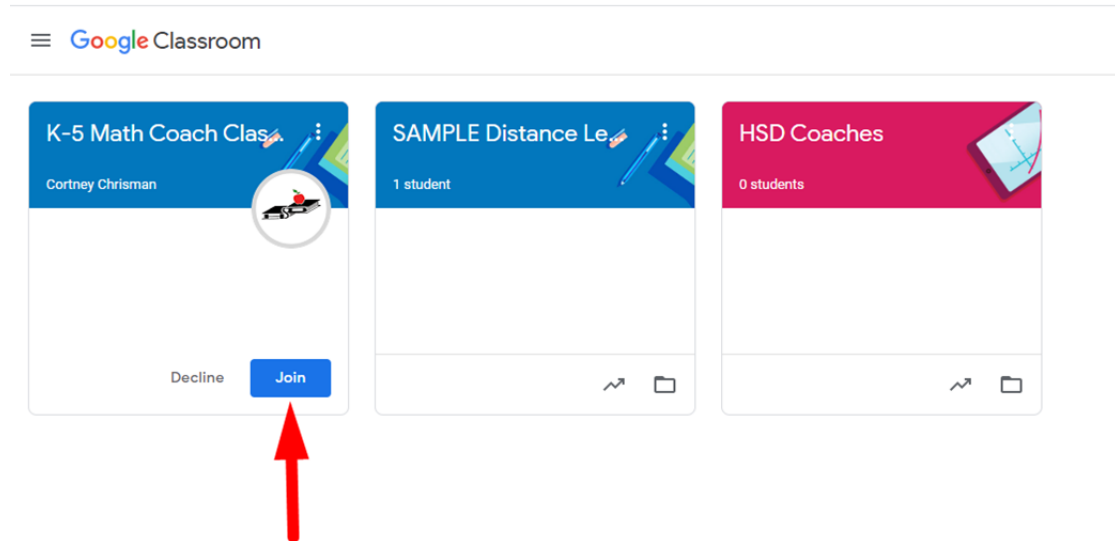 Google Classroom
K-5 Math Coach Clas...
Cortney Chrisman
Decline
Join
SAMPLE Distance Le...
1 student
HSD Coaches
0 students